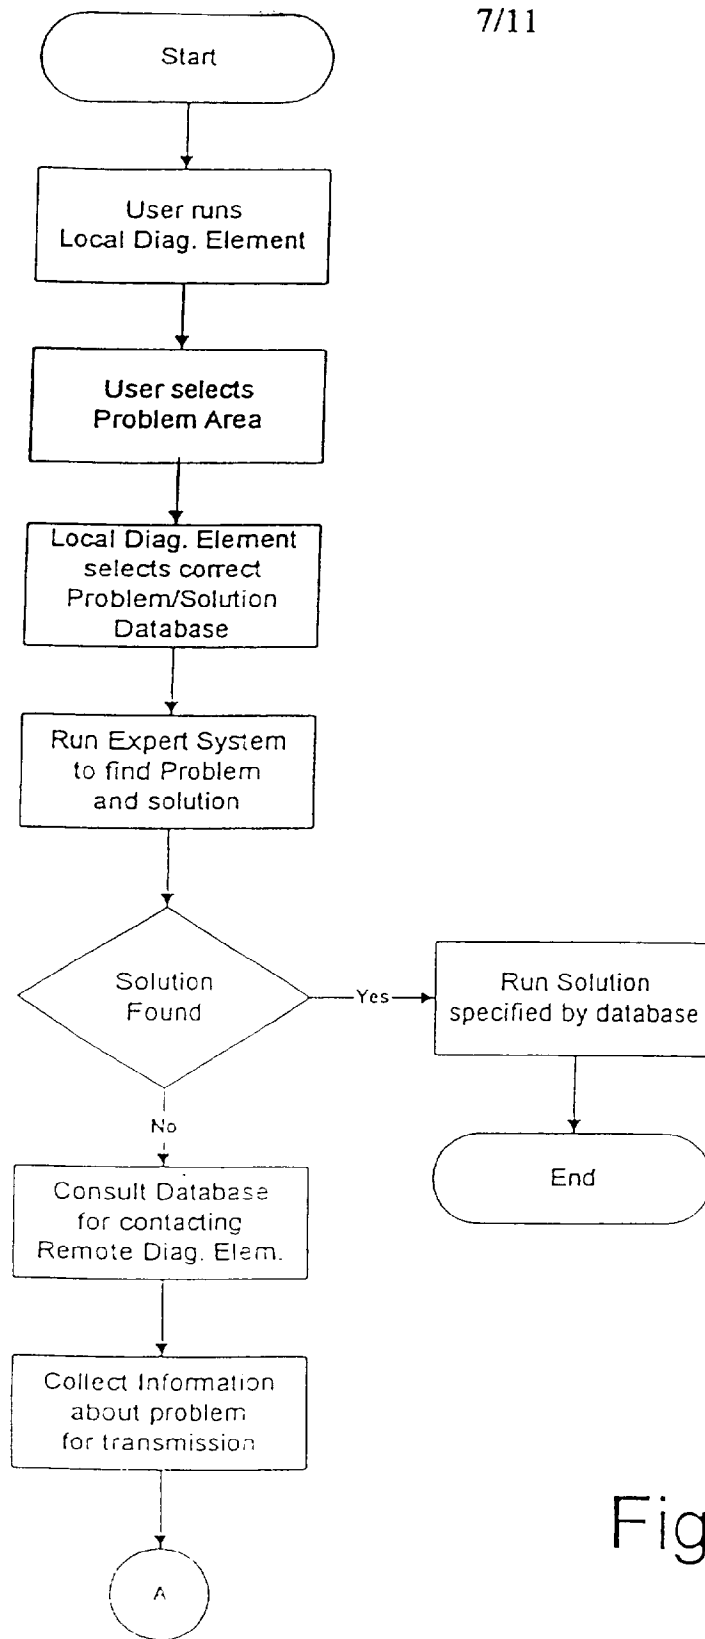 7/11
Start
User runs
Local Diag. Element
User selects
Problem Area
Local Diag. Element
selects correct
Problem/Solution
Database
Run Expert System
to find Problem
and solution
Solution
Found
Yes
Run Solution
specified by database
End
No
Consult Database
for contacting
Remote Diag. Elem.
Collect Information
about problem
for transmission
A
Fig